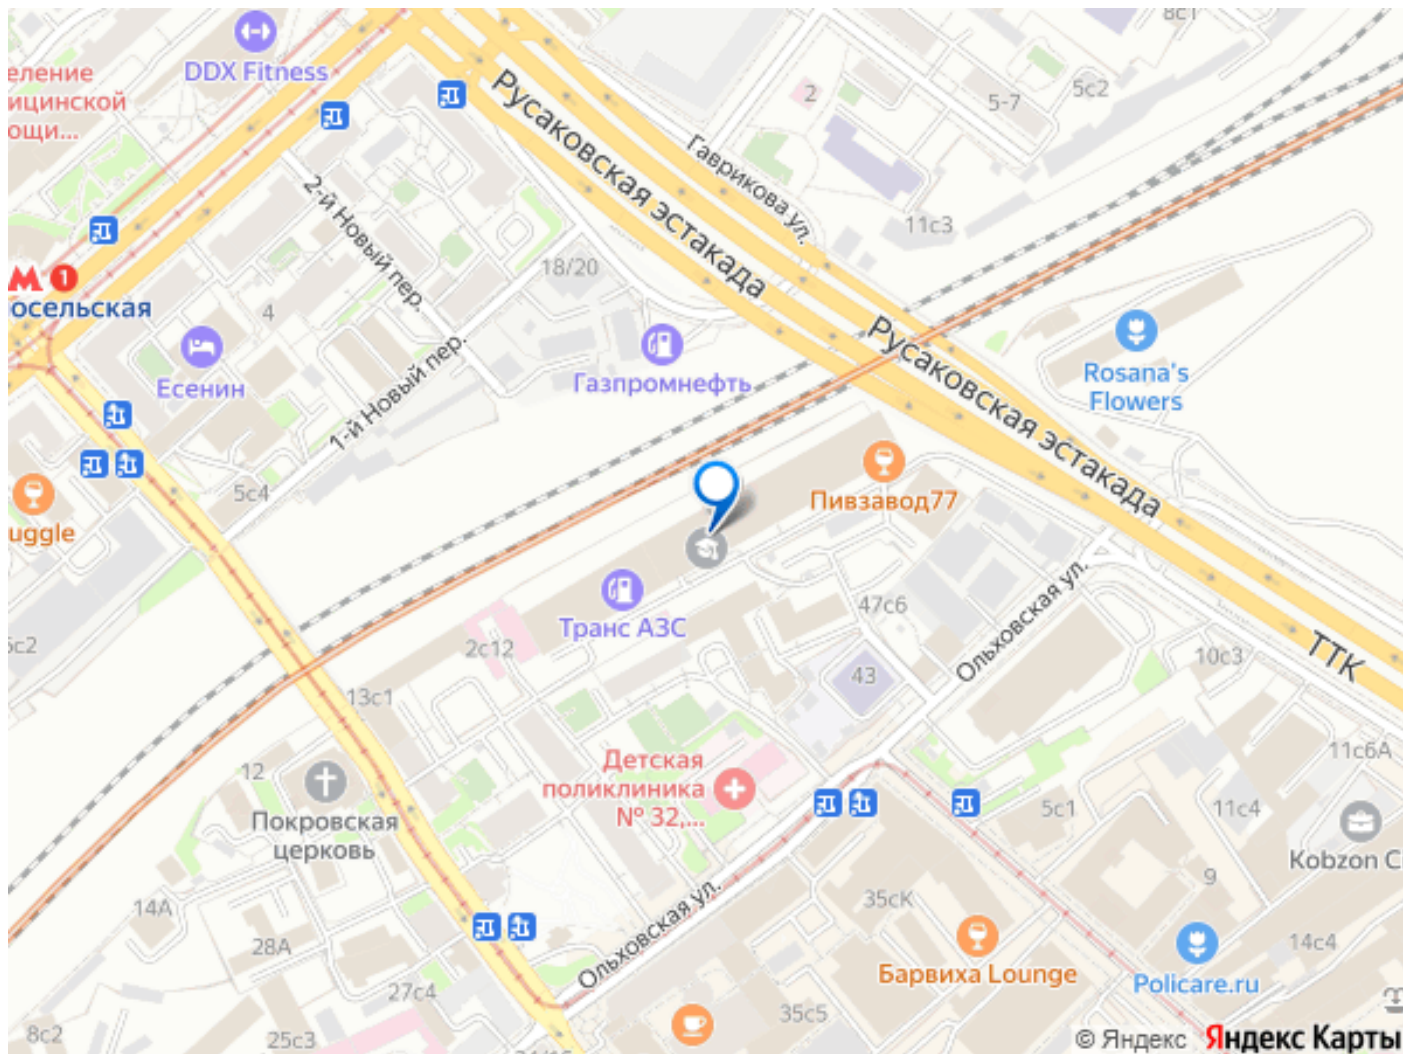 8с1
DDX Fitness
еление
ицинской
ощи...
Русаковская эстакада
2
5-7
5с2
Гаврикова ул.
2-й Новый пер.
11с3
18/20
М 1
осельская
4
Есенин
1-й Новый пер.
Газпромнефть
Русаковская эстакада
Rosana's
Flowers
5с4
uggle
Пивзавод77
Транс АЗС
47с6
Ольховская ул.
ТТК
2с12
43
10с3
13с1
12
Покровская
церковь
Детская
поликлиника
№ 32,...
11с6А
5с1
11с4
Kobzon C
9
14А
28А
Ольховская ул.
35сК
Барвиха Lounge
14с4
Policare.ru
27с4
8с2
25с3
35с5
© Яндекс Яндекс Карты